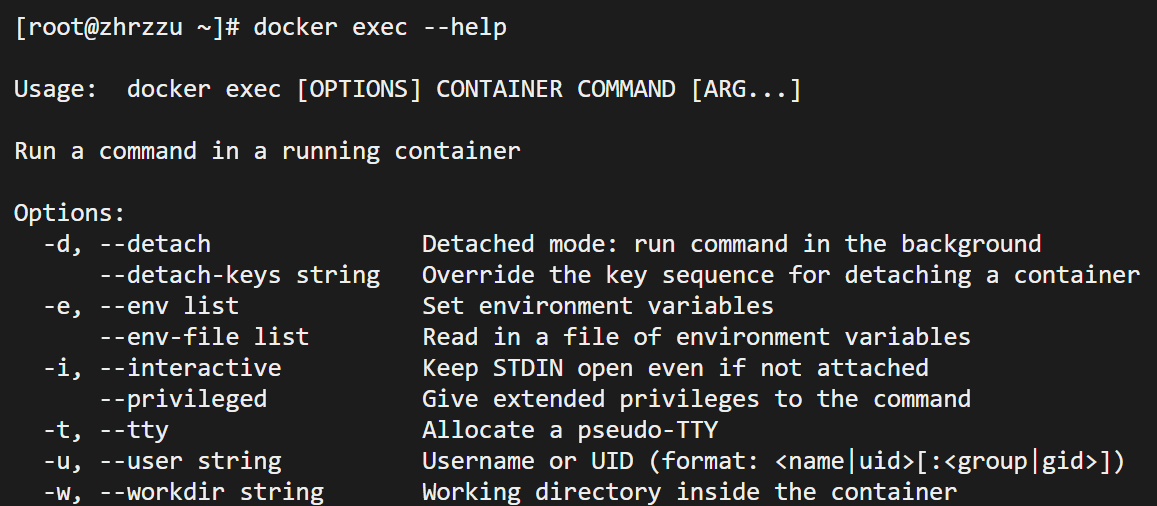 [root@zhrzzu ~]# docker exec --help
Usage:  docker exec [OPTIONS] CONTAINER COMMAND [ARG...]
Run a command in a running container
Options:
  -d, --detach               Detached mode: run command in the background
      --detach-keys string   Override the key sequence for detaching a container
  -e, --env list             Set environment variables
      --env-file list        Read in a file of environment variables
  -i, --interactive          Keep STDIN open even if not attached
      --privileged           Give extended privileges to the command
  -t, --tty                  Allocate a pseudo-TTY
  -u, --user string          Username or UID (format: <name|uid>[:<group|gid>])
  -w, --workdir string       Working directory inside the container